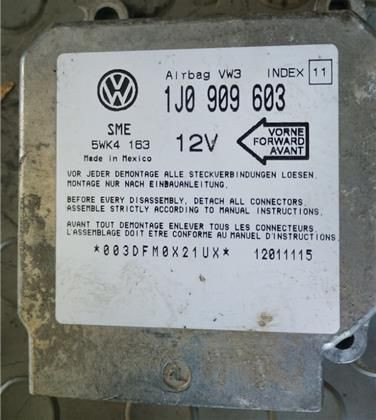 Airbag VW3 INDEX 11
1J0 909 603
SME
5WK4 163
Made in Mexico
12V
VORNE
FORWARD
AVANT
VOR JEDER DEMONTAGE ALLE STECKVERBINDUNGEN LOESEN.
MONTAGE NUR NACH EINBAUANLEITUNG.
BEFORE EVERY DISASSEMBLY, DETACH ALL CONNECTORS.
ASSEMBLE STRICTLY ACCORDING TO MANUAL INSTRUCTIONS.
AVANT TOUT DEMONTAGE ENLEVER TOUS LES CONNECTEURS.
L'ASSEMBLAGE DOIT ETRE CONFORME AU MANUEL D'INSTRUCTIONS
*003DFM0X21UX* 12011115